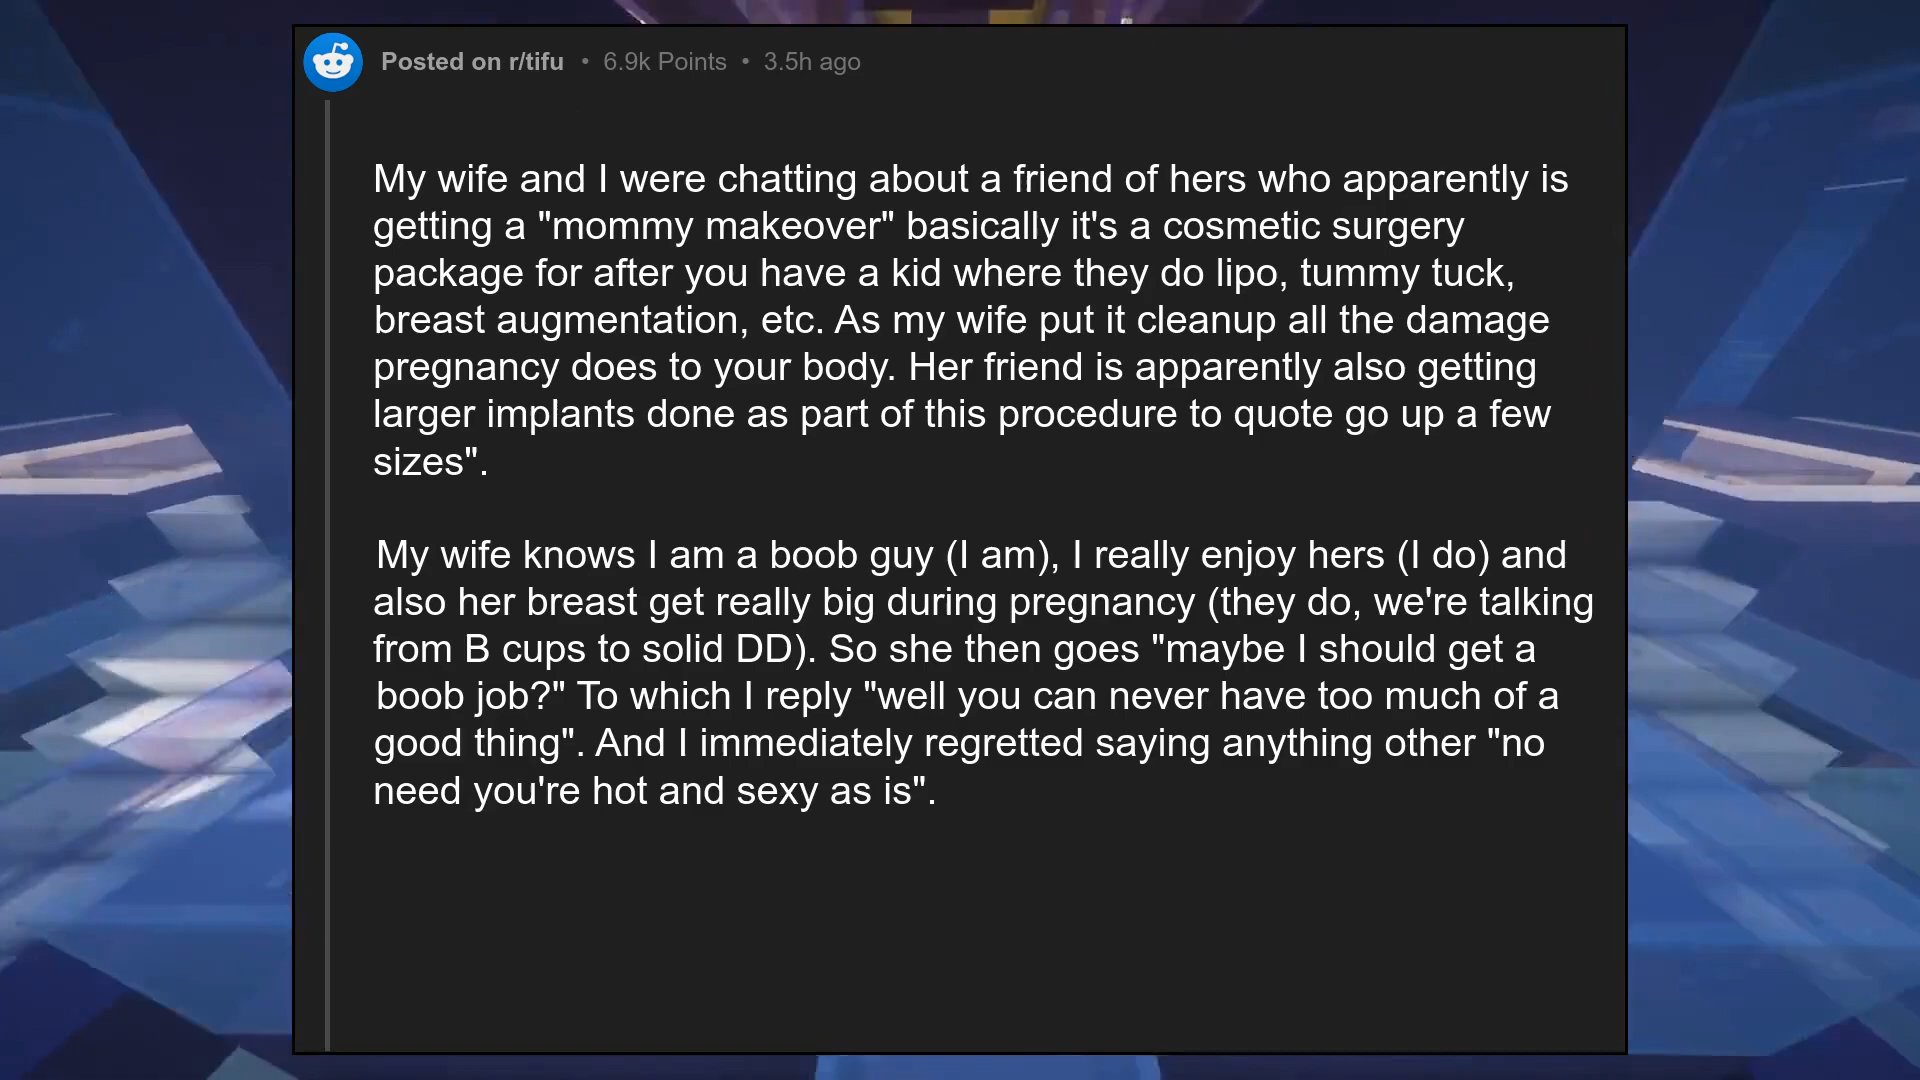 Posted on r/tifu • 6.9k Points • 3.5h ago
My wife and I were chatting about a friend of hers who apparently is
getting a "mommy makeover" basically it's a cosmetic surgery
package for after you have a kid where they do lipo, tummy tuck,
breast augmentation, etc. As my wife put it cleanup all the damage
pregnancy does to your body. Her friend is apparently also getting
larger implants done as part of this procedure to quote go up a few
sizes".
My wife knows I am a boob guy (I am), I really enjoy hers (I do) and
also her breast get really big during pregnancy (they do, we're talking
from B cups to solid DD). So she then goes "maybe I should get a
boob job?" To which I reply "well you can never have too much of a
good thing". And I immediately regretted saying anything other "no
need you're hot and sexy as is".